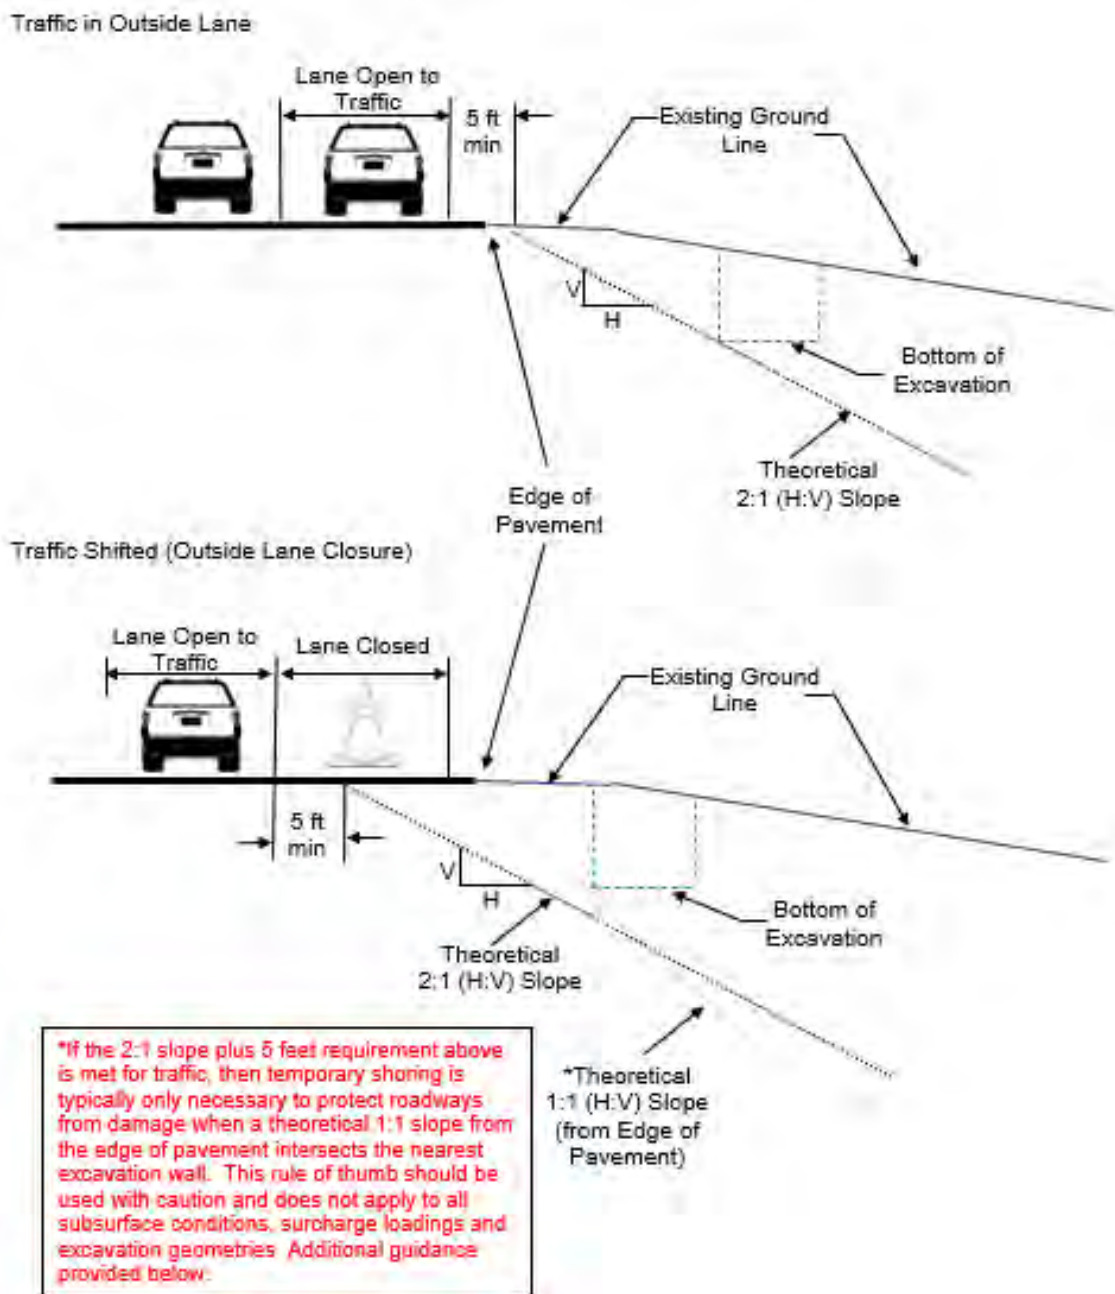 Traffic in Outside Lane
Lane Open to
Traffic
5 ft
min
Existing Ground
Line
V
H
Bottom of
Excavation
Theoretical
2:1 (H:V) Slope
Edge of
Pavement
Traffic Shifted (Outside Lane Closure)
Lane Open to
Traffic
Lane Closed
Existing Ground
Line
5 ft
min
V
H
Bottom of
Excavation
Theoretical
2:1 (H:V) Slope
*Theoretical
1:1 (H:V) Slope
(from Edge of
Pavement)
*If the 2:1 slope plus 5 feet requirement above
is met for traffic, then temporary shoring is
typically only necessary to protect roadways
from damage when a theoretical 1:1 slope from
the edge of pavement intersects the nearest
excavation wall. This rule of thumb should be
used with caution and does not apply to all
subsurface conditions, surcharge loadings and
excavation geometries Additional guidance
provided below: